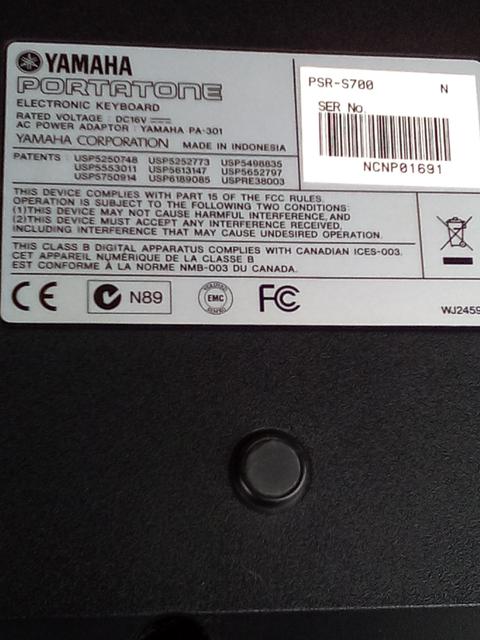 YAMAHA
PORTATONE
ELECTRONIC KEYBOARD
RATED VOLTAGE : DC16V
AC POWER ADAPTOR : YAMAHA PA-301
YAMAHA CORPORATION MADE IN INDONESIA
PATENTS : USP5250748 USP5252773 USP5498835
USP5553011 USP5613147 USP5652797
USP5750914 USP6189085 USPRE38003
THIS DEVICE COMPLIES WITH PART 15 OF THE FCC RULES.
OPERATION IS SUBJECT TO THE FOLLOWING TWO CONDITIONS:
(1)THIS DEVICE MAY NOT CAUSE HARMFUL INTERFERENCE, AND
(2)THIS DEVICE MUST ACCEPT ANY INTERFERENCE RECEIVED,
INCLUDING INTERFERENCE THAT MAY CAUSE UNDESIRED OPERATION.
THIS CLASS B DIGITAL APPARATUS COMPLIES WITH CANADIAN ICES-003.
CET APPAREIL NUMÉRIQUE DE LA CLASSE B
EST CONFORME À LA NORME NMB-003 DU CANADA.
CE N89 EMC FC
PSR-S700 N
SER No.
NCNP01691
WJ2459